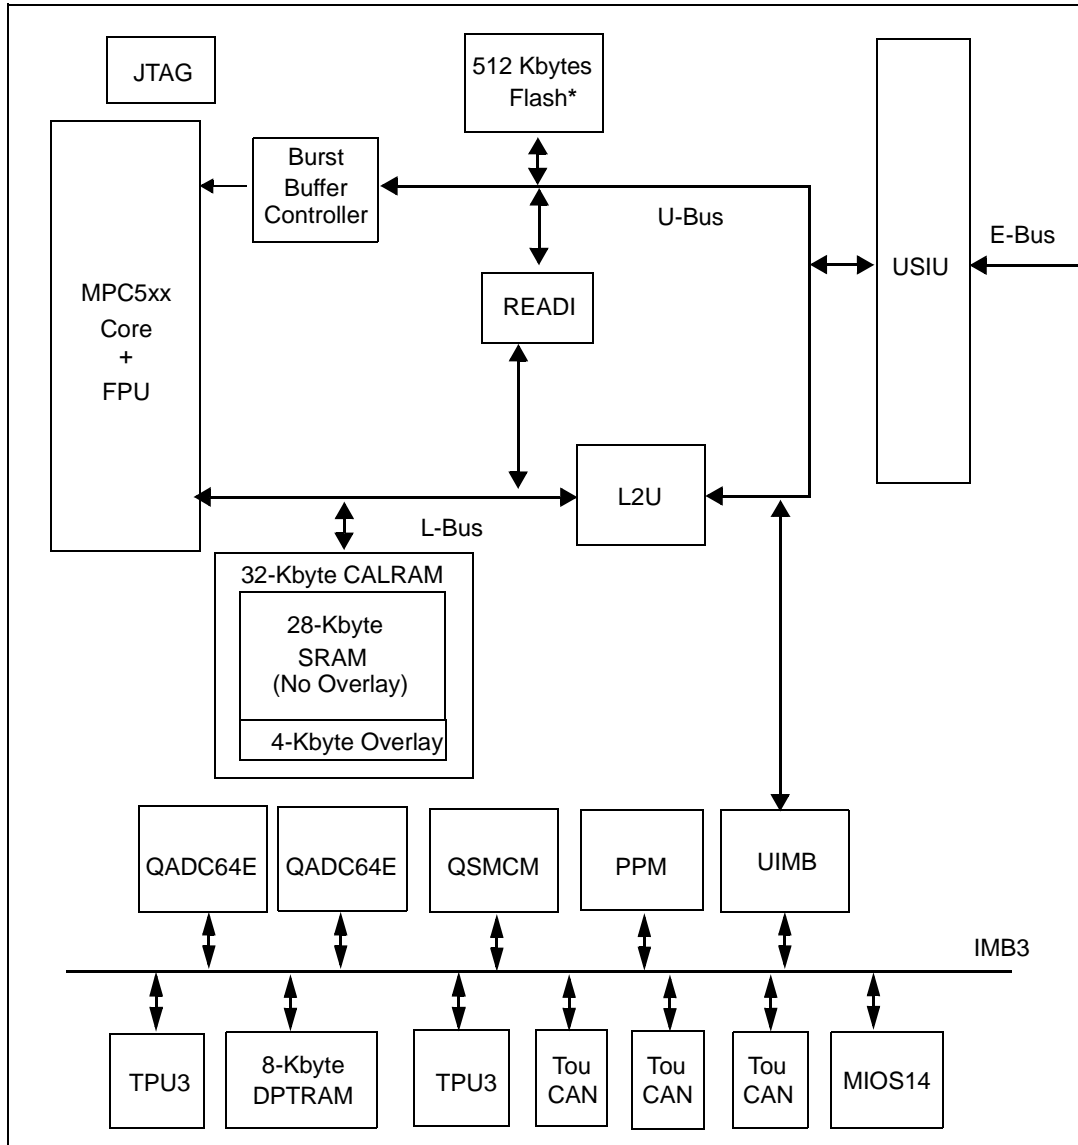 JTAG
512 Kbytes
Flash*
Burst
Buffer
Controller
U-Bus
E-Bus
USIU
MPC5xx
Core
+
FPU
READI
L2U
L-Bus
32-Kbyte CALRAM
28-Kbyte
SRAM
(No Overlay)
4-Kbyte Overlay
QADC64E
QADC64E
QSMCM
PPM
UIMB
IMB3
TPU3
8-Kbyte
DPTRAM
TPU3
Tou
CAN
Tou
CAN
Tou
CAN
MIOS14